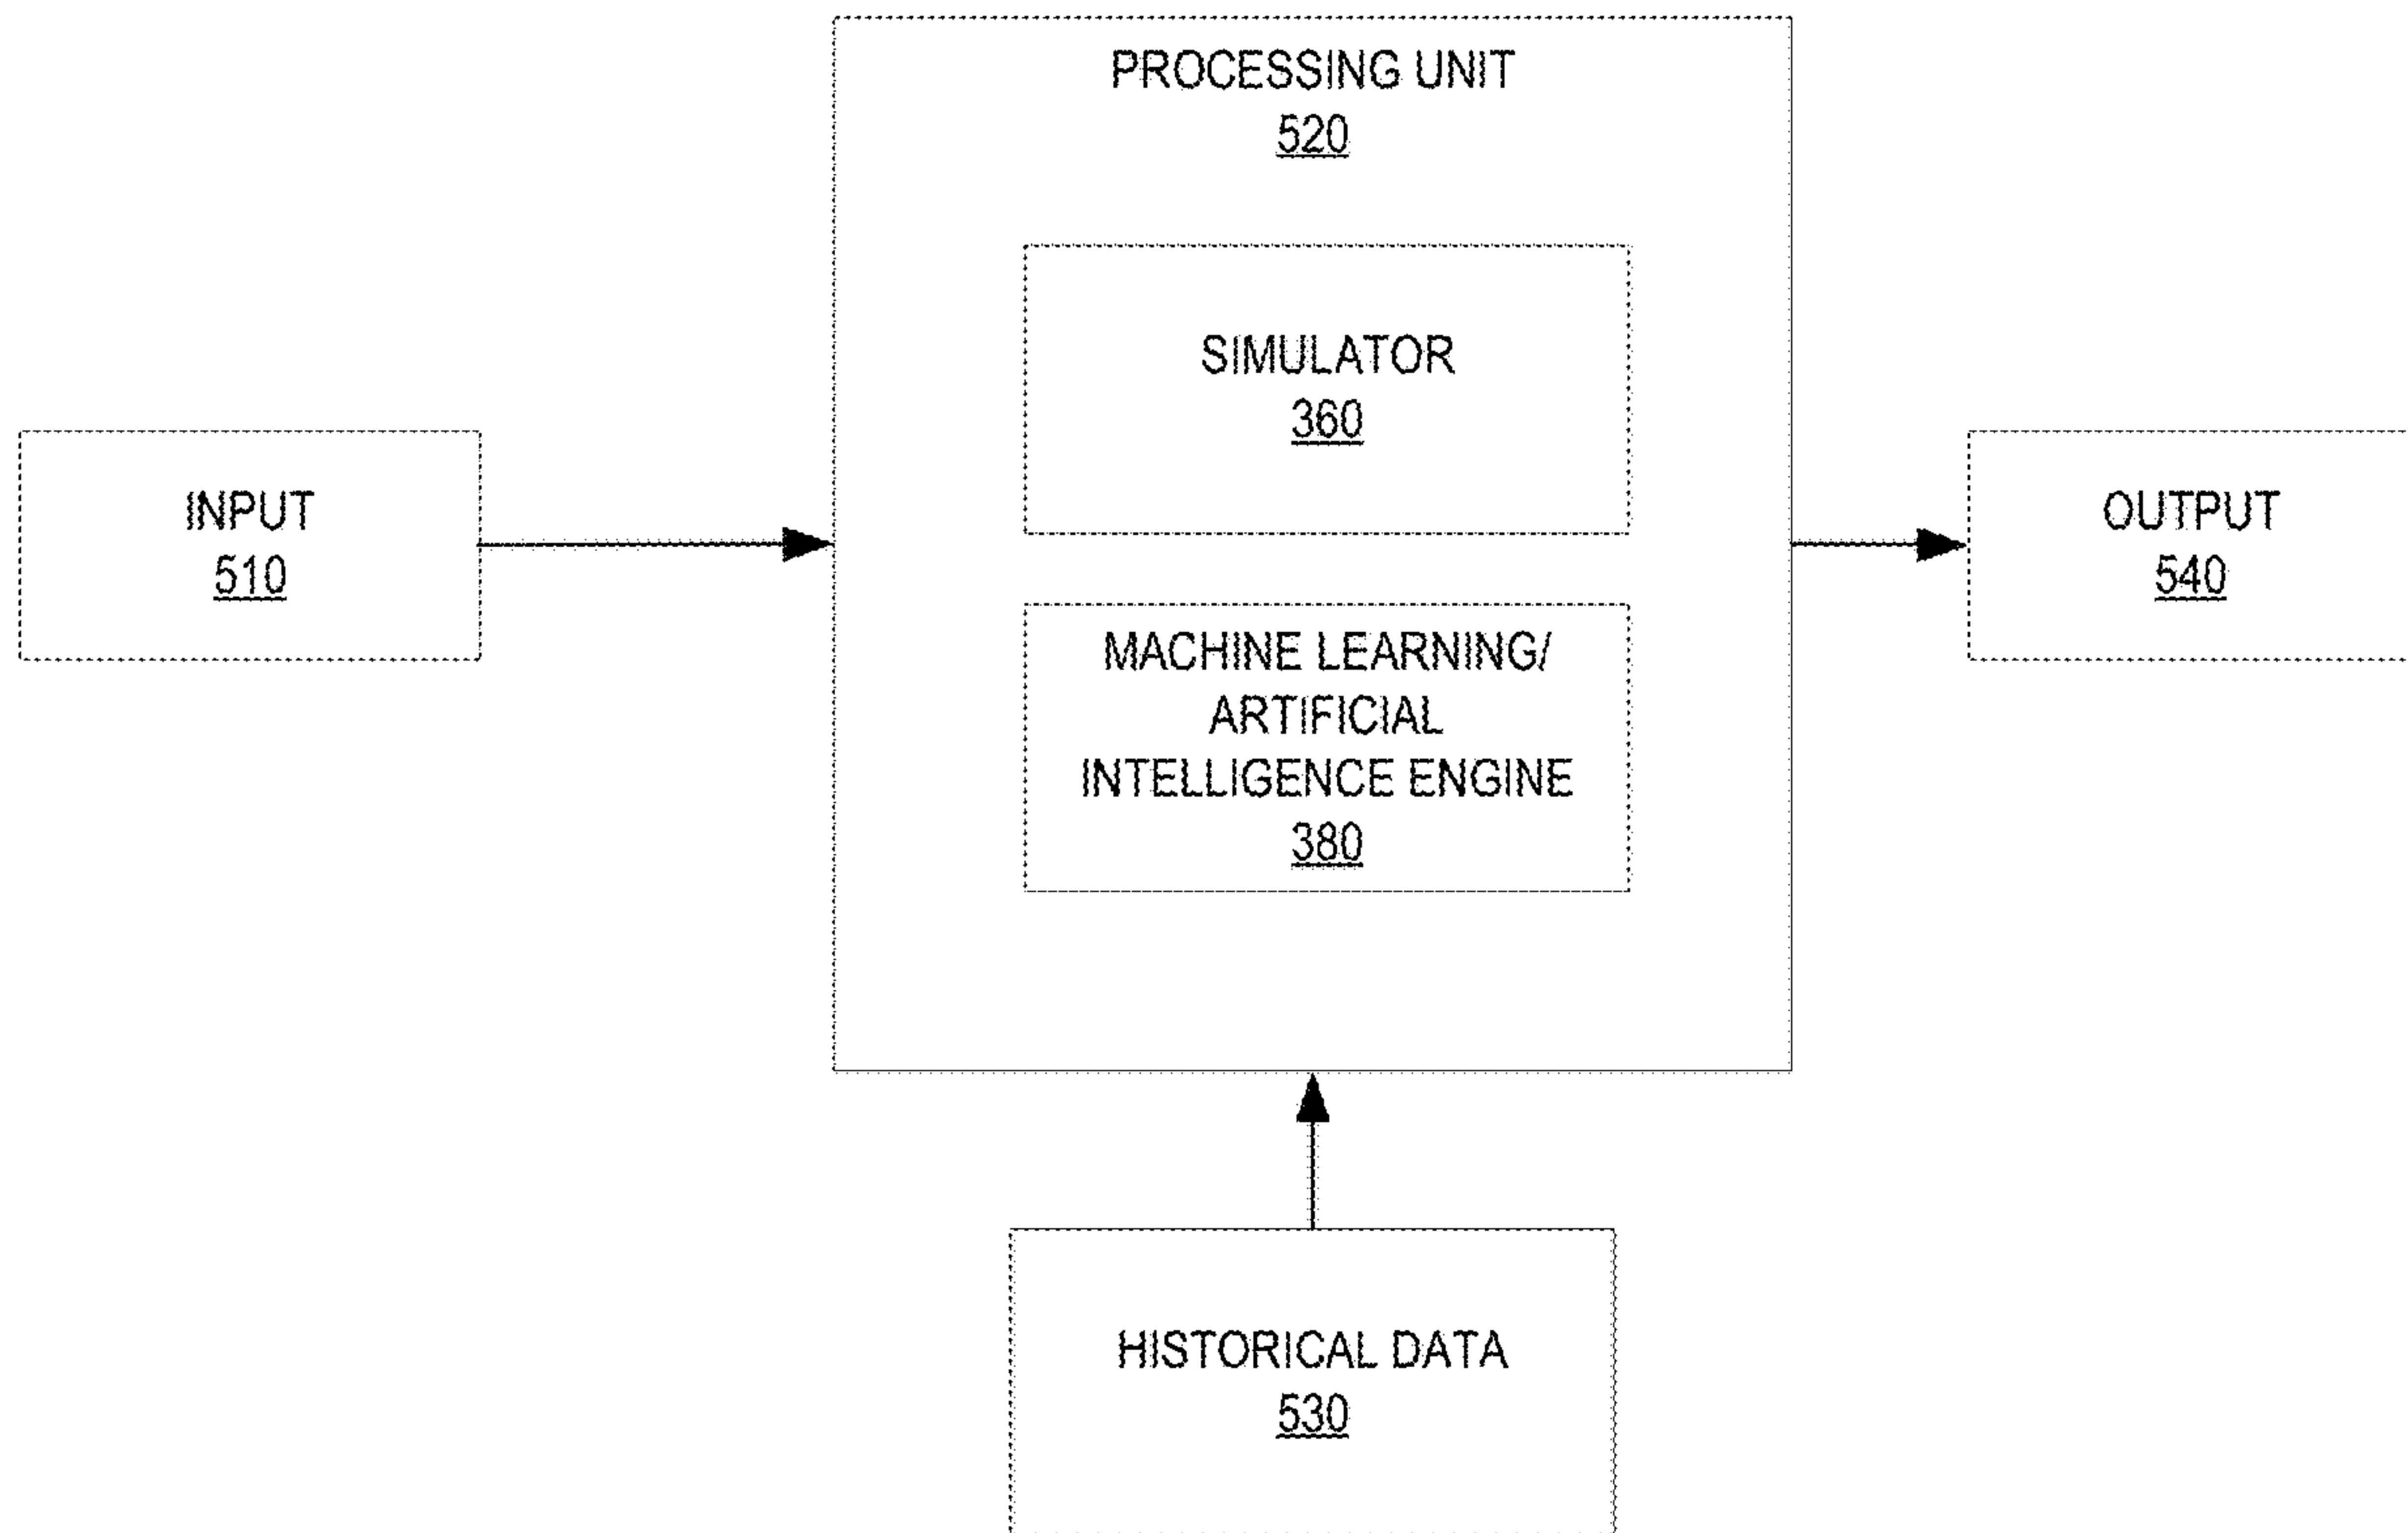 PROCESSING UNIT
520
SIMULATOR
360
INPUT
510
OUTPUT
540
MACHINE LEARNING/
ARTIFICIAL
INTELLIGENCE ENGINE
380
HISTORICAL DATA
530